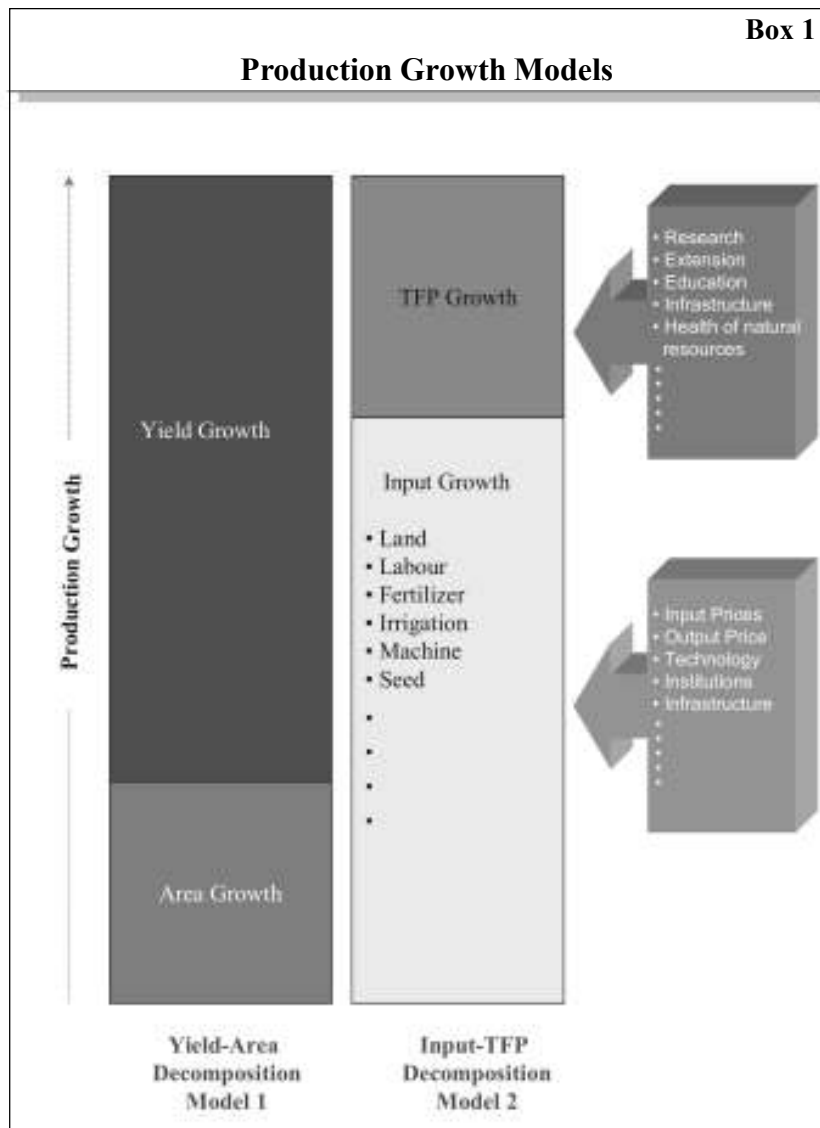 Box 1
Production Growth Models
Production Growth
Yield Growth
Area Growth
TFP Growth
Input Growth
• Land
• Labour
• Fertilizer
• Irrigation
• Machine
• Seed
•
•
•
•
• Research
• Extension
• Education
• Infrastructure
• Health of natural
resources
•
•
•
•
•
• Input Prices
• Output Price
• Technology
• Institutions
• Infrastructure
•
•
•
•
•
Yield-Area
Decomposition
Model 1
Input-TFP
Decomposition
Model 2